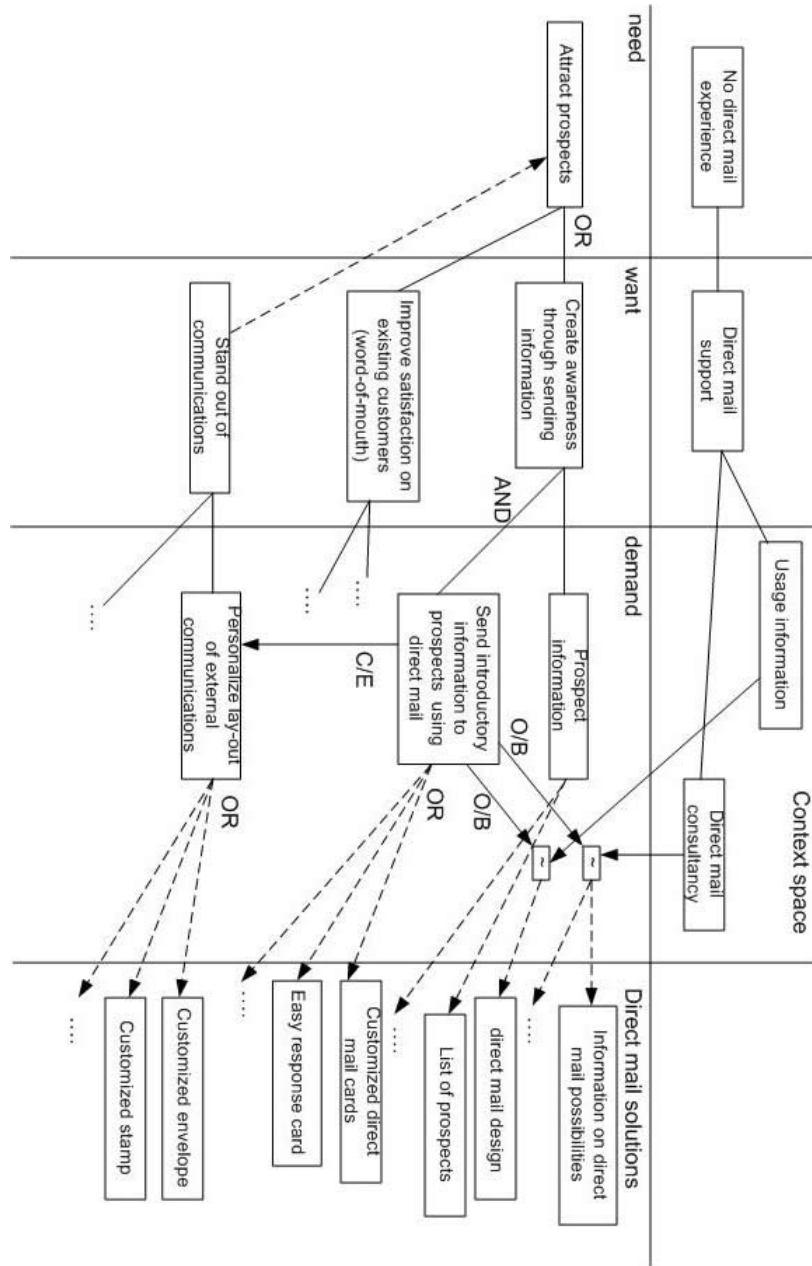 Usage information
Context space
No direct mail
experience
Direct mail
support
Direct mail
consultancy
need
want
demand
Direct mail solutions
Attract prospects
OR
Create awareness
through sending
information
AND
Prospect
information
O/B
O/B
~
~
Information on direct
mail possibilities
....
direct mail design
List of prospects
....
Improve satisfaction on
existing customers
(word-of-mouth)
....
....
Send introductory
information to
prospects using
direct mail
OR
C/E
Customized direct
mail cards
Easy response card
....
Stand out of
communications
....
Personalize lay-out
of external
communications
OR
Customized envelope
Customized stamp
....